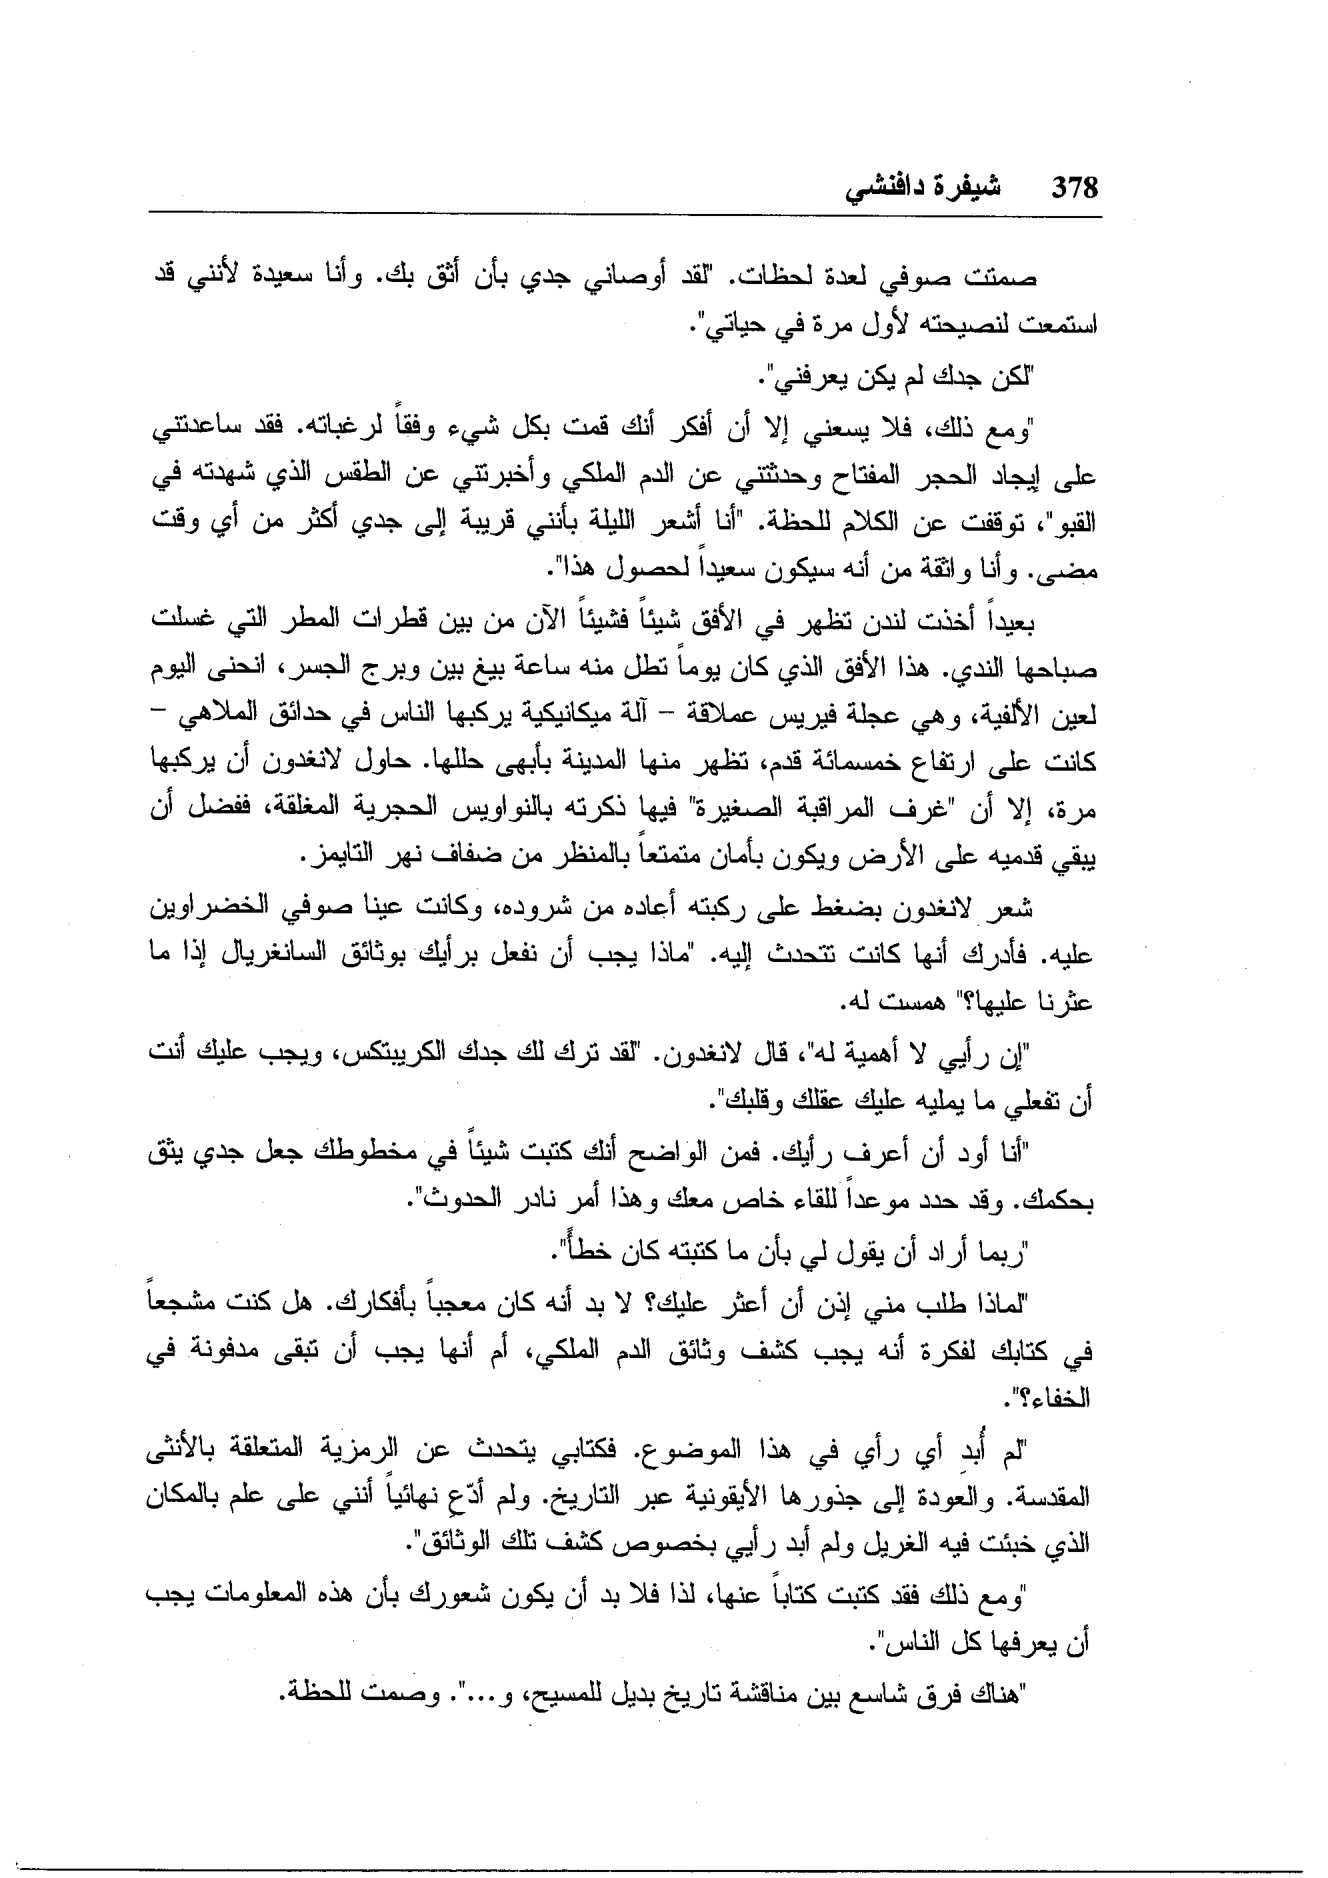 378 شيفرة دافنشي
صمتت صوفي لعدة لحظات. "لقد أوصاني جدي بأن أثق بك. وأنا سعيدة لأنني قد
استمعت لنصيحته لأول مرة في حياتي".
"لكن جدك لم يكن يعرفني".
"ومع ذلك، فلا يسعني إلا أن أفكر أنك قمت بكل شيء وفقاً لرغباته. فقد ساعدتني
على إيجاد الحجر المفتاح وحدثتني عن الدم الملكي وأخبرتني عن الطقس الذي شهدته في
القبو"، توقفت عن الكلام للحظة. "أنا أشعر الليلة بأنني قريبة إلى جدي أكثر من أي وقت
مضى. وأنا واثقة من أنه سيكون سعيداً لحصول هذا".
بعيداً أخذت لندن تظهر في الأفق شيئاً فشيئاً الآن من بين قطرات المطر التي غسلت
صباحها الندي. هذا الأفق الذي كان يوماً تطل منه ساعة بيغ بين وبرج الجسر، انحنى اليوم
لعين الألفية، وهي عجلة فيريس عملاقة – آلة ميكانيكية يركبها الناس في حدائق الملاهي –
كانت على ارتفاع خمسمائة قدم، تظهر منها المدينة بأبهى حللها. حاول لانغدون أن يركبها
مرة، إلا أن "غرف المراقبة الصغيرة" فيها ذكرته بالنواويس الحجرية المغلقة، ففضل أن
يبقي قدميه على الأرض ويكون بأمان متمتعاً بالمنظر من ضفاف نهر التايمز.
شعر لانغدون بضغط على ركبته أعاده من شروده، وكانت عينا صوفي الخضراوين
عليه. فأدرك أنها كانت تتحدث إليه. "ماذا يجب أن نفعل برأيك بوثائق السانغريال إذا ما
عثرنا عليها؟" همست له.
"إن رأيي لا أهمية له"، قال لانغدون. "لقد ترك لك جدك الكريبتكس، ويجب عليك أنت
أن تفعلي ما يمليه عليك عقلك وقلبك".
"أنا أود أن أعرف رأيك. فمن الواضح أنك كتبت شيئاً في مخطوطك جعل جدي يثق
بحكمك. وقد حدد موعداً للقاء خاص معك وهذا أمر نادر الحدوث".
"ربما أراد أن يقول لي بأن ما كتبته كان خطأً".
"لماذا طلب مني إذن أن أعثر عليك؟ لا بد أنه كان معجباً بأفكارك. هل كنت مشجعاً
في كتابك لفكرة أنه يجب كشف وثائق الدم الملكي، أم أنها يجب أن تبقى مدفونة في
الخفاء؟".
"لم أُبدِ أي رأي في هذا الموضوع. فكتابي يتحدث عن الرمزية المتعلقة بالأنثى
المقدسة. والعودة إلى جذورها الأيقونية عبر التاريخ. ولم أدّعِ نهائياً أنني على علم بالمكان
الذي خبئت فيه الغريل ولم أبد رأيي بخصوص كشف تلك الوثائق".
"ومع ذلك فقد كتبت كتاباً عنها، لذا فلا بد أن يكون شعورك بأن هذه المعلومات يجب
أن يعرفها كل الناس".
"هناك فرق شاسع بين مناقشة تاريخ بديل للمسيح، و...". وصمت للحظة.